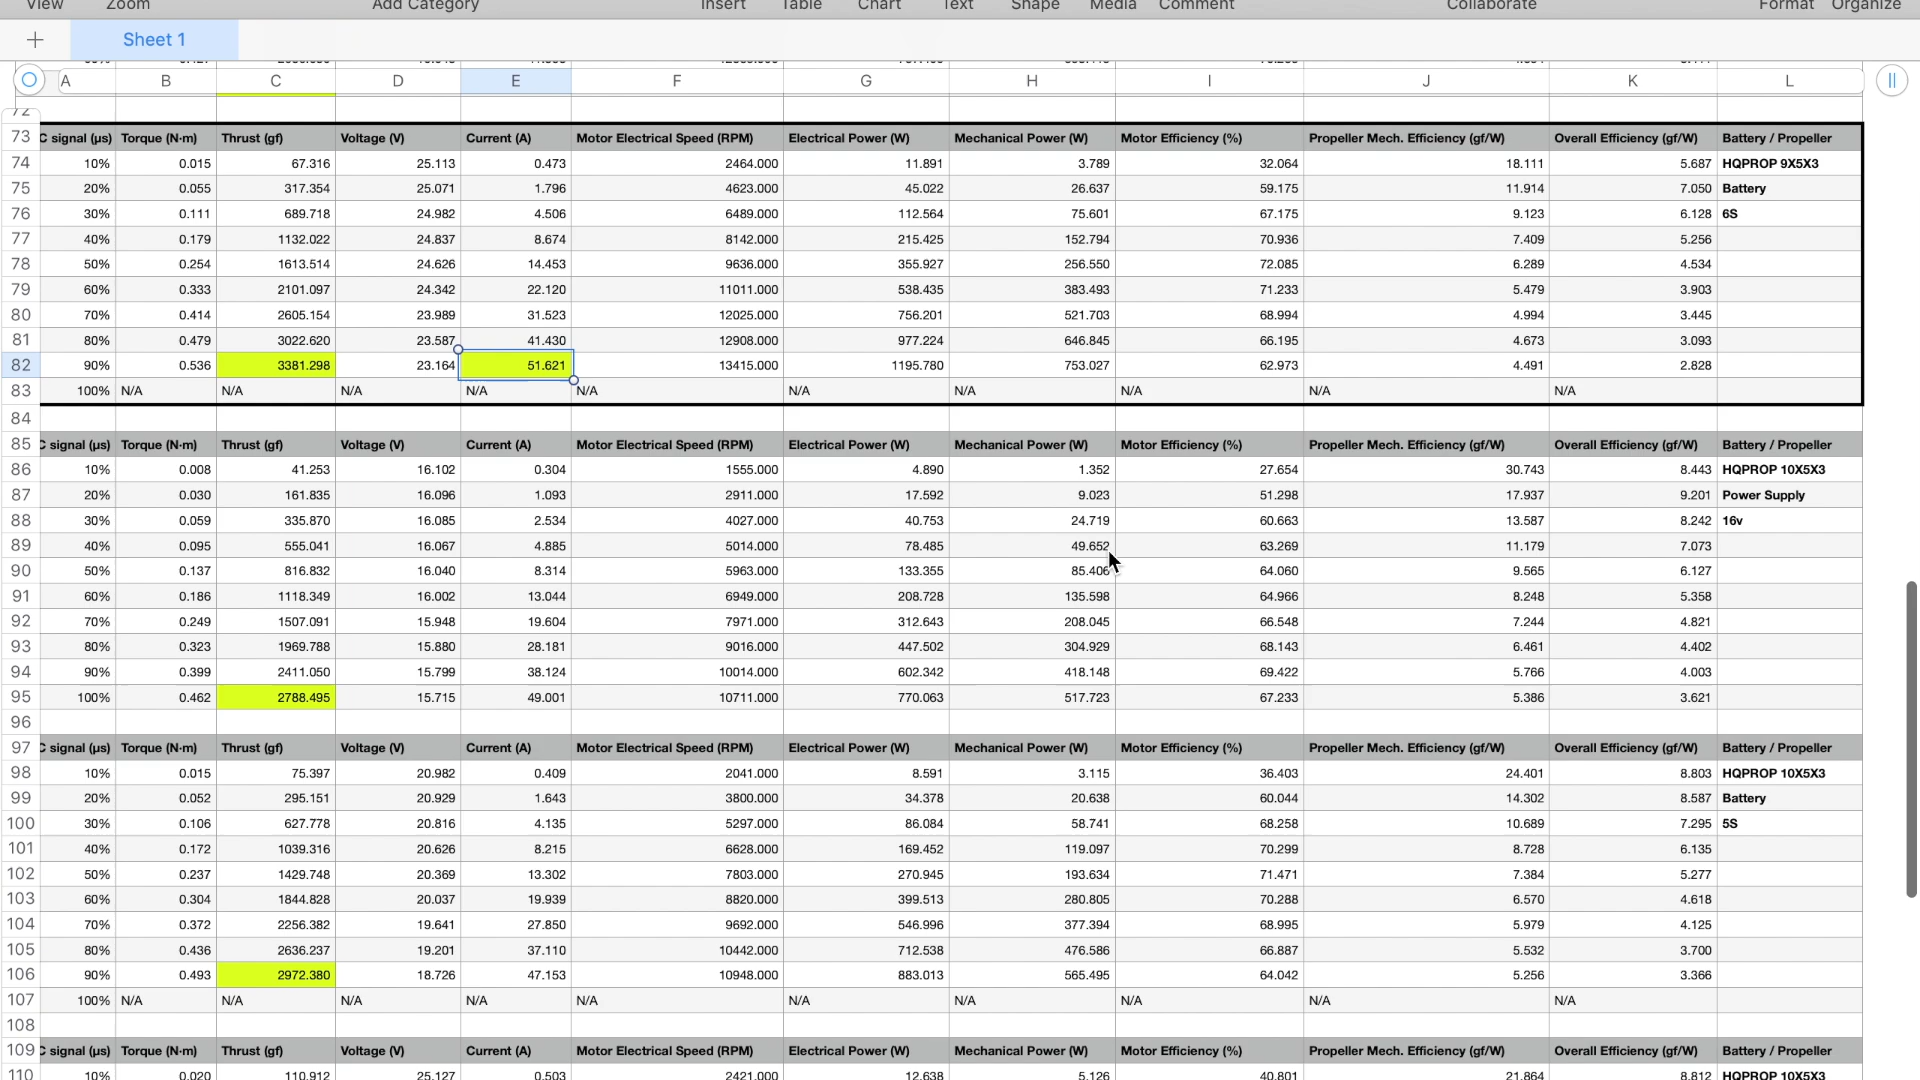 View Zoom Add Category Insert Table Chart Text Shape Media Comment Collaborate Format Organize
+ Sheet 1
A B C D E F G H I J K L
72
73 C signal (µs) Torque (N·m) Thrust (gf) Voltage (V) Current (A) Motor Electrical Speed (RPM) Electrical Power (W) Mechanical Power (W) Motor Efficiency (%) Propeller Mech. Efficiency (gf/W) Overall Efficiency (gf/W) Battery / Propeller
74 10% 0.015 67.316 25.113 0.473 2464.000 11.891 3.789 32.064 18.111 5.687 HQPROP 9X5X3
75 20% 0.055 317.354 25.071 1.796 4623.000 45.022 26.637 59.175 11.914 7.050 Battery
76 30% 0.111 689.718 24.982 4.506 6489.000 112.564 75.601 67.175 9.123 6.128 6S
77 40% 0.179 1132.022 24.837 8.674 8142.000 215.425 152.794 70.936 7.409 5.256
78 50% 0.254 1613.514 24.626 14.453 9636.000 355.927 256.550 72.085 6.289 4.534
79 60% 0.333 2101.097 24.342 22.120 11011.000 538.435 383.493 71.233 5.479 3.903
80 70% 0.414 2605.154 23.989 31.523 12025.000 756.201 521.703 68.994 4.994 3.445
81 80% 0.479 3022.620 23.587 41.430 12908.000 977.224 646.845 66.195 4.673 3.093
82 90% 0.536 3381.298 23.164 51.621 13415.000 1195.780 753.027 62.973 4.491 2.828
83 100% N/A N/A N/A N/A N/A N/A N/A N/A N/A N/A
84
85 C signal (µs) Torque (N·m) Thrust (gf) Voltage (V) Current (A) Motor Electrical Speed (RPM) Electrical Power (W) Mechanical Power (W) Motor Efficiency (%) Propeller Mech. Efficiency (gf/W) Overall Efficiency (gf/W) Battery / Propeller
86 10% 0.008 41.253 16.102 0.304 1555.000 4.890 1.352 27.654 30.743 8.443 HQPROP 10X5X3
87 20% 0.030 161.835 16.096 1.093 2911.000 17.592 9.023 51.298 17.937 9.201 Power Supply
88 30% 0.059 335.870 16.085 2.534 4027.000 40.753 24.719 60.663 13.587 8.242 16v
89 40% 0.095 555.041 16.067 4.885 5014.000 78.485 49.652 63.269 11.179 7.073
90 50% 0.137 816.832 16.040 8.314 5963.000 133.355 85.406 64.060 9.565 6.127
91 60% 0.186 1118.349 16.002 13.044 6949.000 208.728 135.598 64.966 8.248 5.358
92 70% 0.249 1507.091 15.948 19.604 7971.000 312.643 208.045 66.548 7.244 4.821
93 80% 0.323 1969.788 15.880 28.181 9016.000 447.502 304.929 68.143 6.461 4.402
94 90% 0.399 2411.050 15.799 38.124 10014.000 602.342 418.148 69.422 5.766 4.003
95 100% 0.462 2788.495 15.715 49.001 10711.000 770.063 517.723 67.233 5.386 3.621
96
97 C signal (µs) Torque (N·m) Thrust (gf) Voltage (V) Current (A) Motor Electrical Speed (RPM) Electrical Power (W) Mechanical Power (W) Motor Efficiency (%) Propeller Mech. Efficiency (gf/W) Overall Efficiency (gf/W) Battery / Propeller
98 10% 0.015 75.397 20.982 0.409 2041.000 8.591 3.115 36.403 24.401 8.803 HQPROP 10X5X3
99 20% 0.052 295.151 20.929 1.643 3800.000 34.378 20.638 60.044 14.302 8.587 Battery
100 30% 0.106 627.778 20.816 4.135 5297.000 86.084 58.741 68.258 10.689 7.295 5S
101 40% 0.172 1039.316 20.626 8.215 6628.000 169.452 119.097 70.299 8.728 6.135
102 50% 0.237 1429.748 20.369 13.302 7803.000 270.945 193.634 71.471 7.384 5.277
103 60% 0.304 1844.828 20.037 19.939 8820.000 399.513 280.805 70.288 6.570 4.618
104 70% 0.372 2256.382 19.641 27.850 9692.000 546.996 377.394 68.995 5.979 4.125
105 80% 0.436 2636.237 19.201 37.110 10442.000 712.538 476.586 66.887 5.532 3.700
106 90% 0.493 2972.380 18.726 47.153 10948.000 883.013 565.495 64.042 5.256 3.366
107 100% N/A N/A N/A N/A N/A N/A N/A N/A N/A N/A
108
109 C signal (µs) Torque (N·m) Thrust (gf) Voltage (V) Current (A) Motor Electrical Speed (RPM) Electrical Power (W) Mechanical Power (W) Motor Efficiency (%) Propeller Mech. Efficiency (gf/W) Overall Efficiency (gf/W) Battery / Propeller
110 10% 0.020 110.912 25.127 0.503 2421.000 12.638 5.126 40.801 21.864 8.812 HQPROP 10X5X3